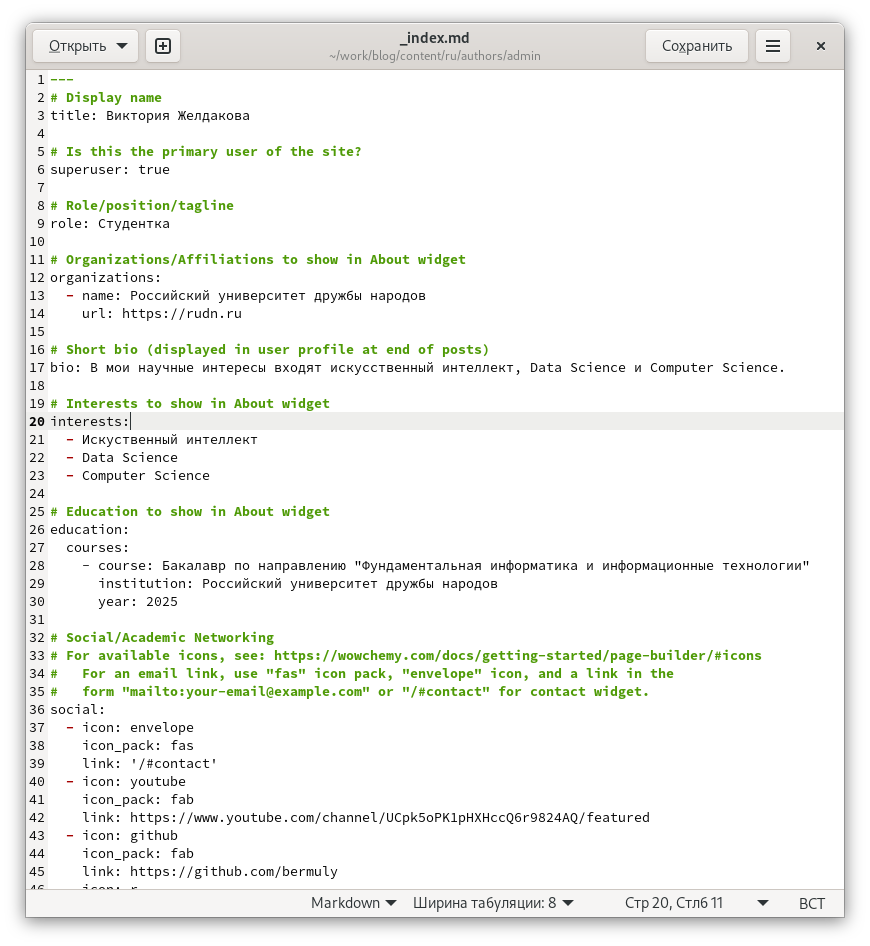 Открыть
_index.md
~/work/blog/content/ru/authors/admin
Сохранить
1 ---
2 # Display name
3 title: Виктория Желдакова
4
5 # Is this the primary user of the site?
6 superuser: true
7
8 # Role/position/tagline
9 role: Студентка
10
11 # Organizations/Affiliations to show in About widget
12 organizations:
13   - name: Российский университет дружбы народов
14     url: https://rudn.ru
15
16 # Short bio (displayed in user profile at end of posts)
17 bio: В мои научные интересы входят искусственный интеллект, Data Science и Computer Science.
18
19 # Interests to show in About widget
20 interests:
21   - Искуственный интеллект
22   - Data Science
23   - Computer Science
24
25 # Education to show in About widget
26 education:
27   courses:
28     - course: Бакалавр по направлению "Фундаментальная информатика и информационные технологии"
29       institution: Российский университет дружбы народов
30       year: 2025
31
32 # Social/Academic Networking
33 # For available icons, see: https://wowchemy.com/docs/getting-started/page-builder/#icons
34 #   For an email link, use "fas" icon pack, "envelope" icon, and a link in the
35 #   form "mailto:your-email@example.com" or "/#contact" for contact widget.
36 social:
37   - icon: envelope
38     icon_pack: fas
39     link: '/#contact'
40   - icon: youtube
41     icon_pack: fab
42     link: https://www.youtube.com/channel/UCpk5oPK1pHXHccQ6r9824AQ/featured
43   - icon: github
44     icon_pack: fab
45     link: https://github.com/bermuly
46     icon: r
Markdown Ширина табуляции: 8 Стр 20, Стлб 11 ВСТ